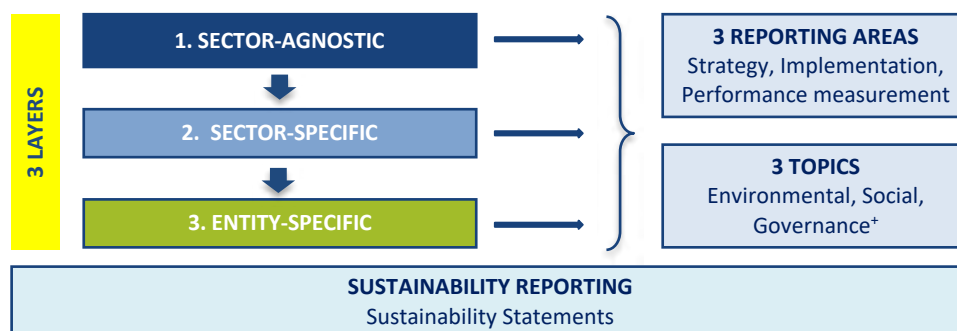 3 LAYERS
1. SECTOR-AGNOSTIC
2. SECTOR-SPECIFIC
3. ENTITY-SPECIFIC
3 REPORTING AREAS
Strategy, Implementation,
Performance measurement
3 TOPICS
Environmental, Social,
Governance⁺
SUSTAINABILITY REPORTING
Sustainability Statements